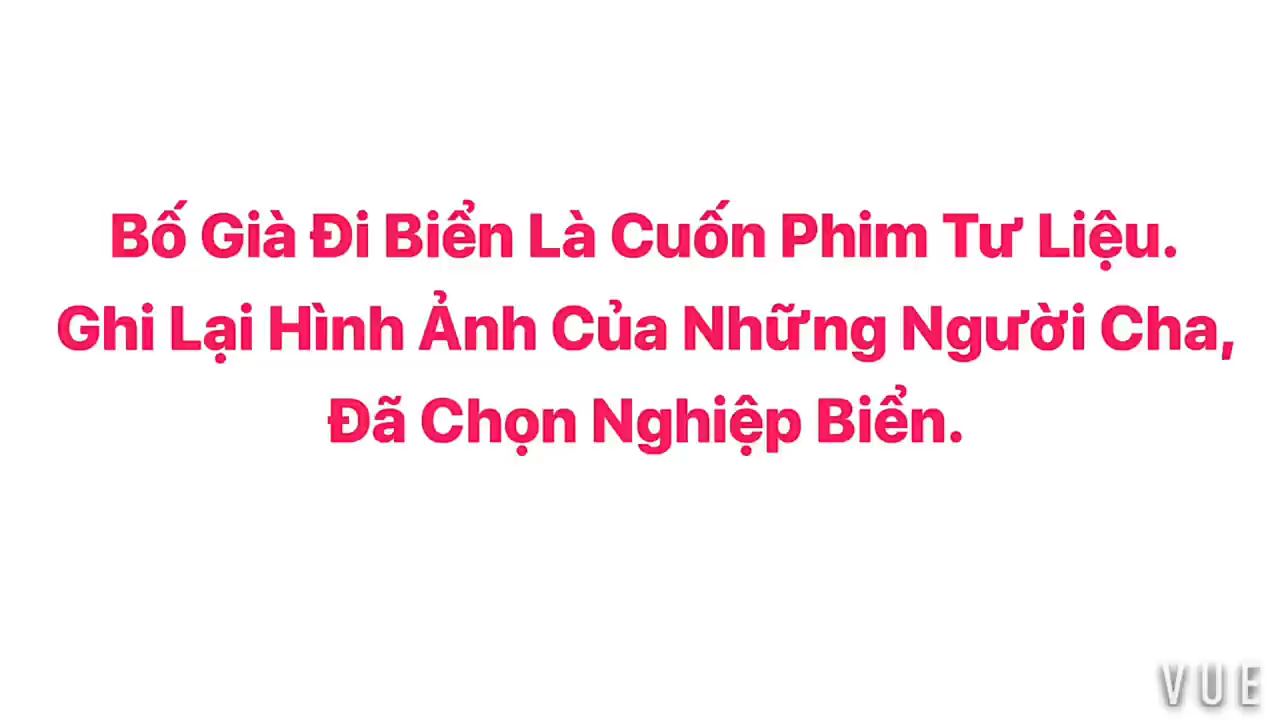 Bố Già Đi Biển Là Cuốn Phim Tư Liệu.
Ghi Lại Hình Ảnh Của Những Người Cha,
Đã Chọn Nghiệp Biển.
VUE